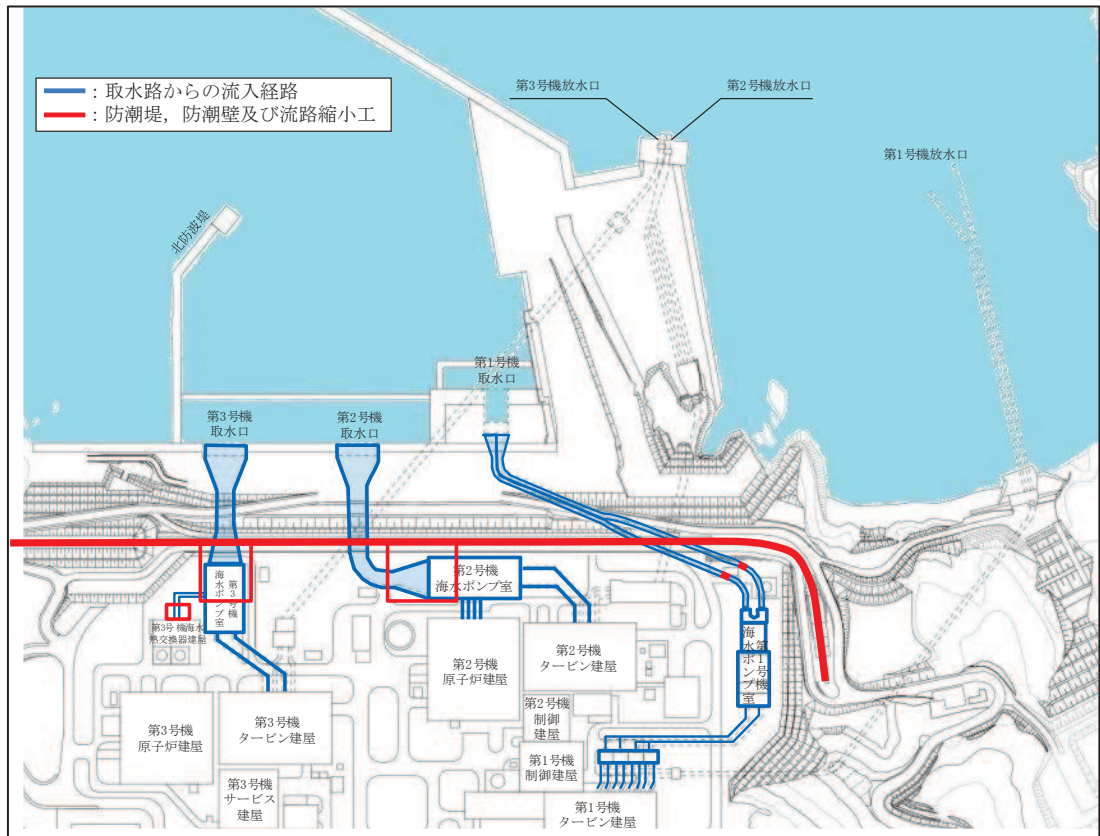 ：取水路からの流入経路
：防潮堤，防潮壁及び流路縮小工
第3号機放水口
第2号機放水口
第1号機放水口
北防波堤
第1号機
取水口
第3号機
取水口
第2号機
取水口
第3号機
海水ポンプ室
第2号機
海水ポンプ室
第3号機海水
熱交換器建屋
第1号機
海水ポンプ室
第2号機
タービン建屋
第2号機
原子炉建屋
第2号機
制御
建屋
第3号機
原子炉建屋
第3号機
タービン建屋
第1号機
制御建屋
第3号機
サービス
建屋
第1号機
タービン建屋